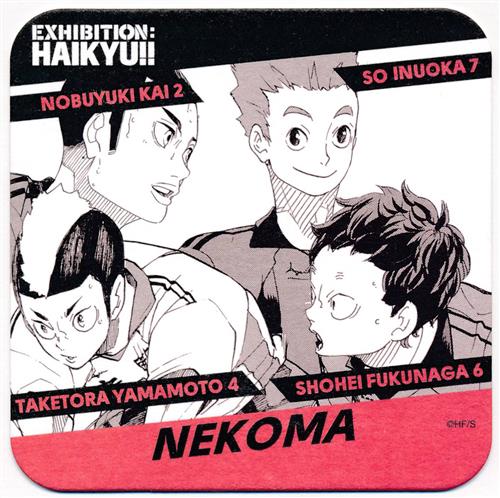 EXHIBITION:
HAIKYU!!
NOBUYUKI KAI 2
SO INUOKA 7
TAKETORA YAMAMOTO 4
SHOHEI FUKUNAGA 6
NEKOMA
©HF/S